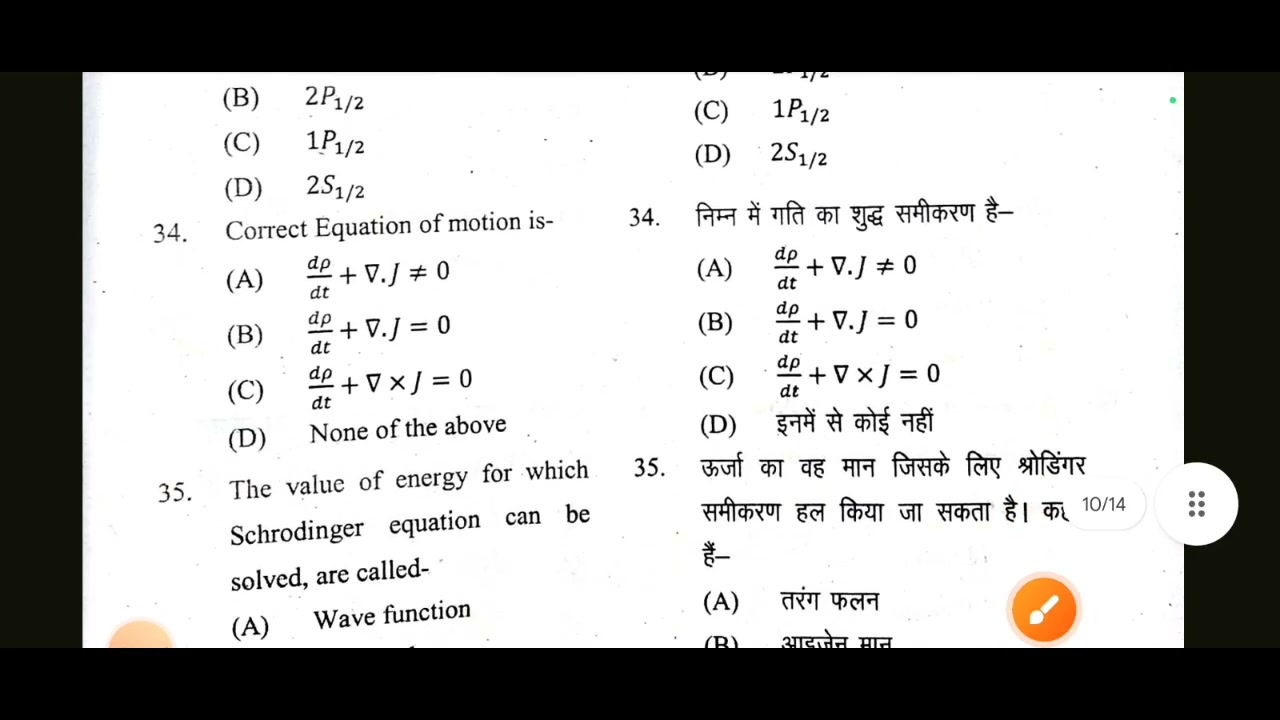 (B) 2P1/2
(C) 1P1/2
(D) 2S1/2
34. Correct Equation of motion is-
(A) dρ/dt + ∇.J ≠ 0
(B) dρ/dt + ∇.J = 0
(C) dρ/dt + ∇ × J = 0
(D) None of the above
35. The value of energy for which
Schrodinger equation can be
solved, are called-
(A) Wave function
(C) 1P1/2
(D) 2S1/2
34. निम्न में गति का शुद्ध समीकरण है–
(A) dρ/dt + ∇.J ≠ 0
(B) dρ/dt + ∇.J = 0
(C) dρ/dt + ∇ × J = 0
(D) इनमें से कोई नहीं
35. ऊर्जा का वह मान जिसके लिए श्रोडिंगर
समीकरण हल किया जा सकता है।
हैं–
(A) तरंग फलन
(B) आइजेन मान
10/14